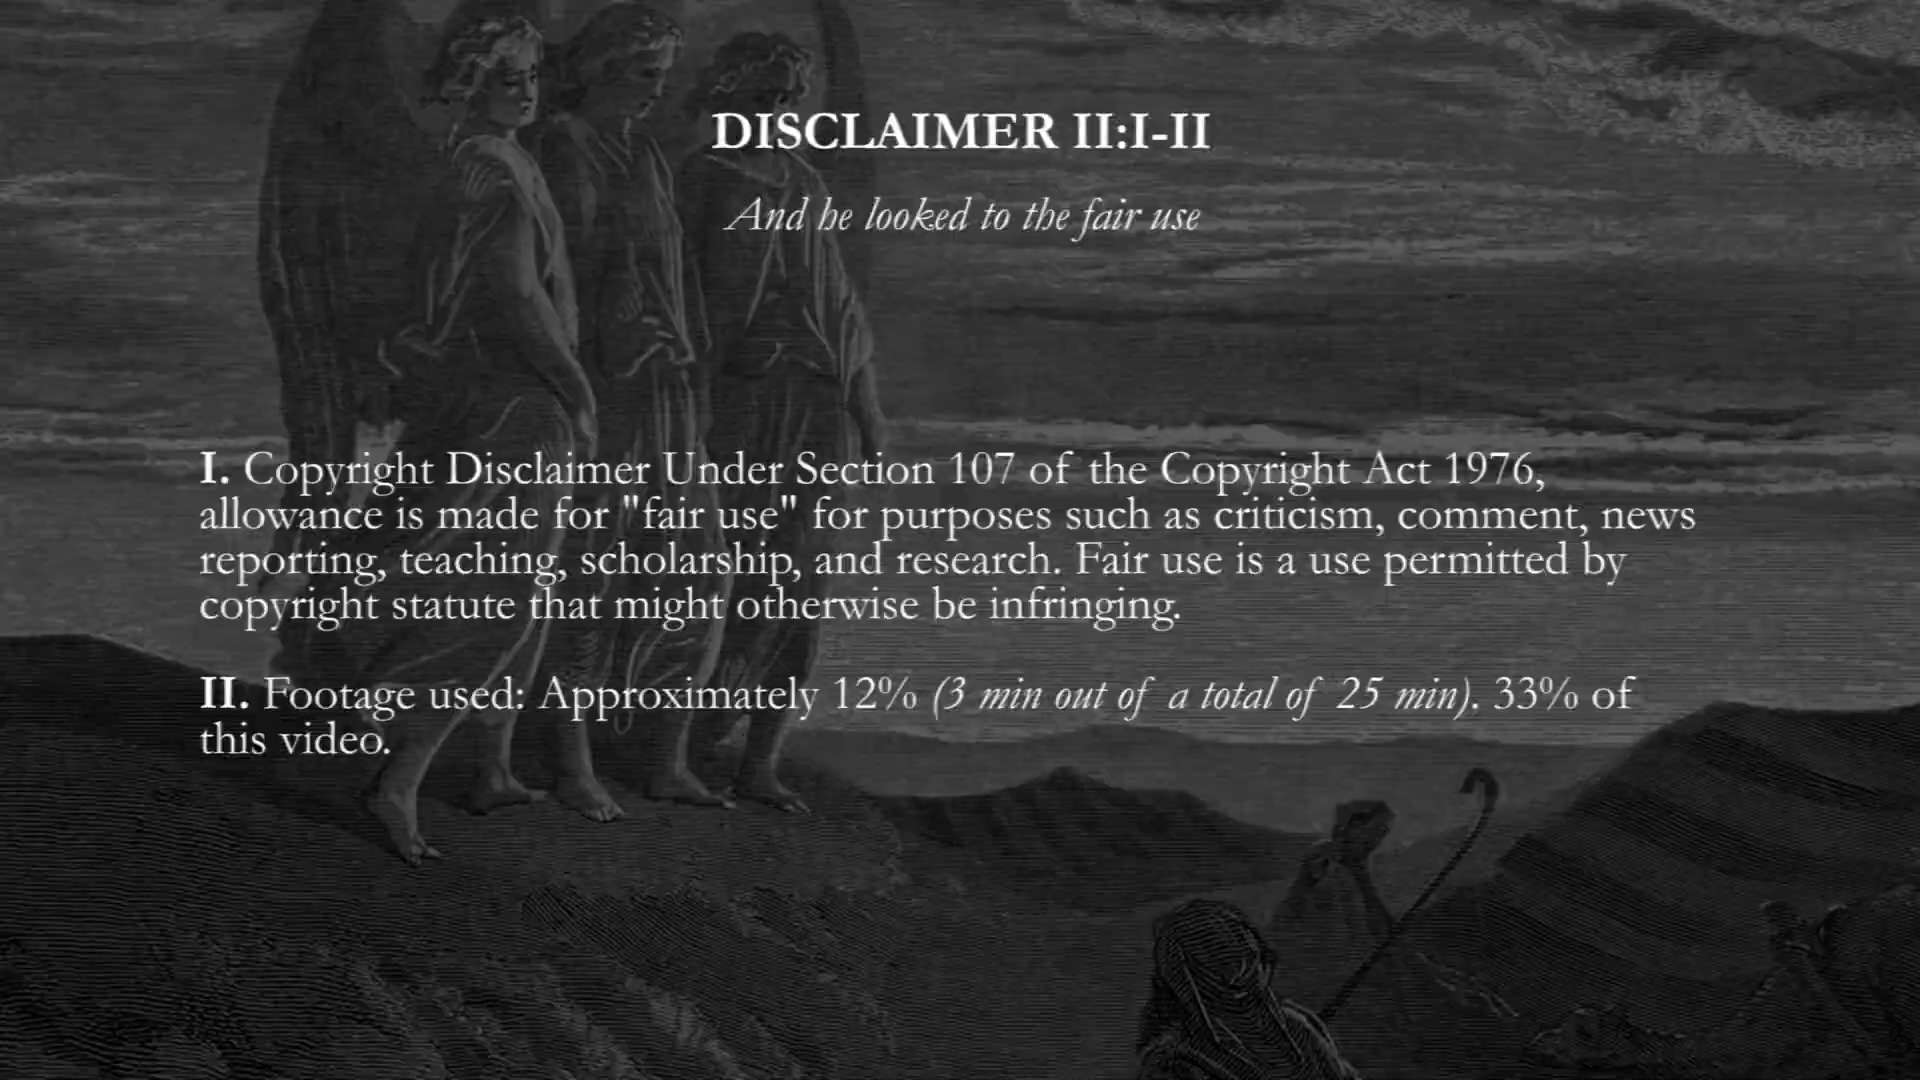 DISCLAIMER II:I-II
And he looked to the fair use
I. Copyright Disclaimer Under Section 107 of the Copyright Act 1976,
allowance is made for "fair use" for purposes such as criticism, comment, news
reporting, teaching, scholarship, and research. Fair use is a use permitted by
copyright statute that might otherwise be infringing.
II. Footage used: Approximately 12% (3 min out of a total of 25 min). 33% of
this video.